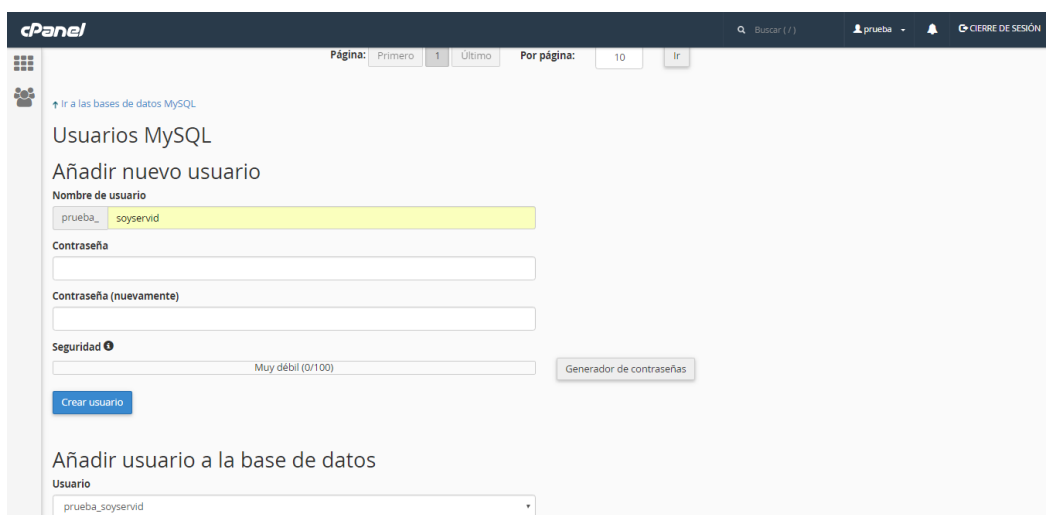 cPanel Buscar ( / ) prueba CIERRE DE SESIÓN
Página: Primero 1 Último Por página: 10 Ir
Ir a las bases de datos MySQL
Usuarios MySQL
Añadir nuevo usuario
Nombre de usuario
prueba_ soyservid
Contraseña
Contraseña (nuevamente)
Seguridad
Muy débil (0/100) Generador de contraseñas
Crear usuario
Añadir usuario a la base de datos
Usuario
prueba_soyservid